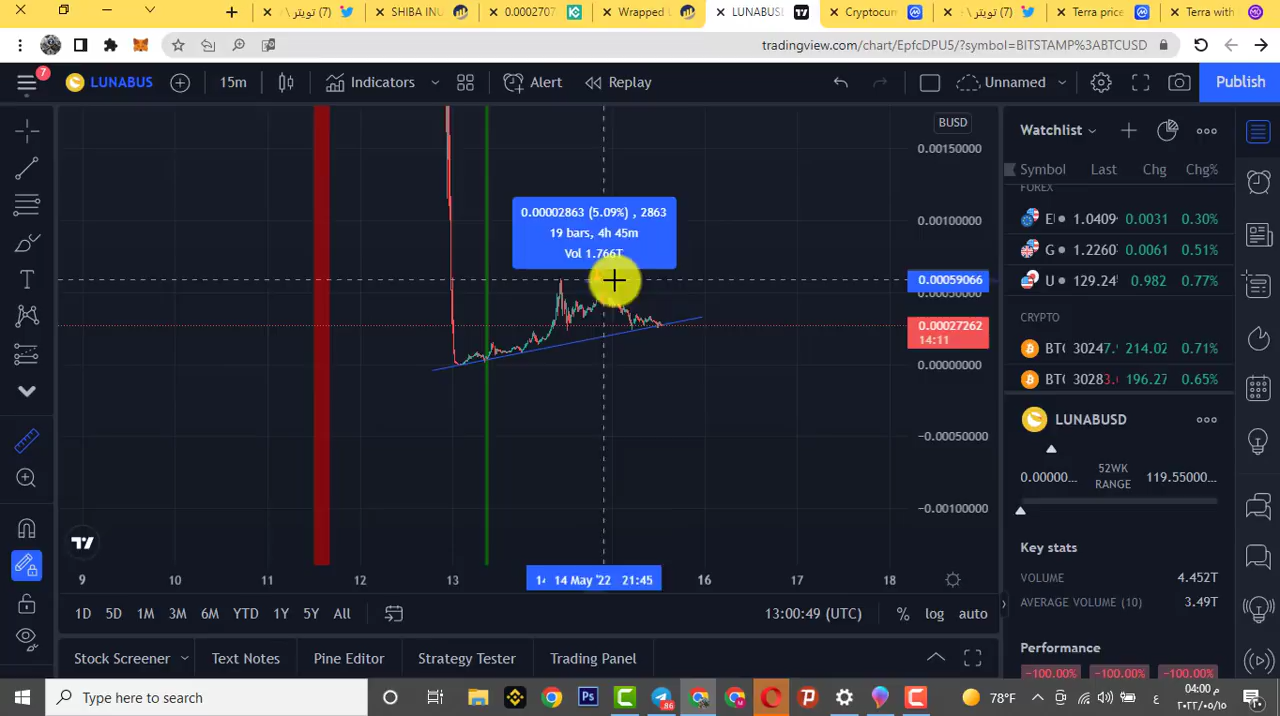 (7) تويتر \ 
SHIBA INU
0.0002707
Wrapped L
LUNABUS
Cryptocurr
(7) تويتر \ 
Terra price
Terra with
tradingview.com/chart/EpfcDPU5/?symbol=BITSTAMP%3ABTCUSD
7
LUNABUS
15m
Indicators
Alert
Replay
Unnamed
Publish
BUSD
0.00150000
0.00100000
0.00002863 (5.09%) , 2863
19 bars, 4h 45m
Vol 1.766T
0.00059066
0.00027262
14:11
0.00000000
−0.00050000
−0.00100000
14 May '22 21:45
9
10
11
12
13
16
17
18
1D
5D
1M
3M
6M
YTD
1Y
5Y
All
13:00:49 (UTC)
%
log
auto
Stock Screener
Text Notes
Pine Editor
Strategy Tester
Trading Panel
Watchlist
Symbol Last Chg Chg%
FOREX
1.0409 0.0031 0.30%
G 1.2260 0.0061 0.51%
U 129.24 0.982 0.77%
CRYPTO
BTC 30247. 214.02 0.71%
BTC 30283. 196.27 0.65%
LUNABUSD
0.00000...
52WK
RANGE
119.55000...
Key stats
VOLUME 4.452T
AVERAGE VOLUME (10) 3.49T
Performance
-100.00% -100.00% -100.00%
Type here to search
.86
78°F
ع
04:00 م
٢٠٢٢/٠٥/١٥